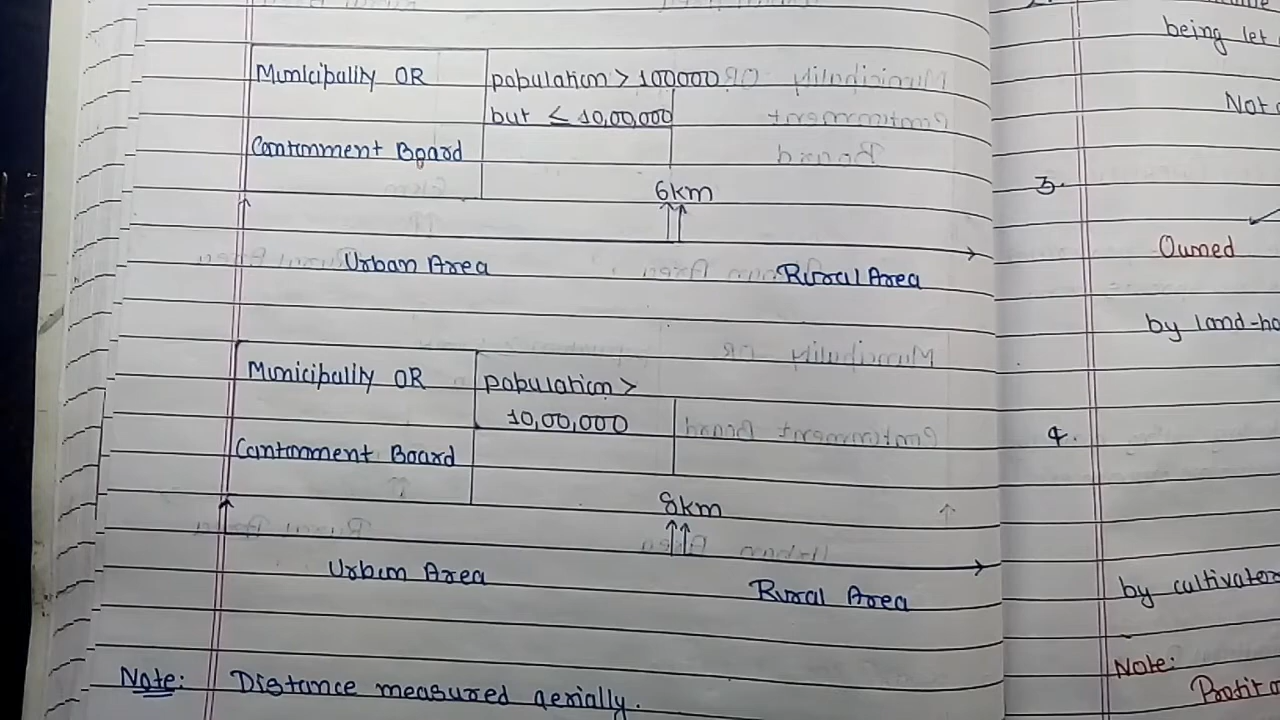 Municipality OR population > 100000
but ≤ 10,00,000
Cantonment Board
6km
Urban Area Rural Area
Municipality OR population >
10,00,000
Cantonment Board
8km
Urban Area Rural Area
Note: Distance measured aerially.
being let
Not
3.
Owned
by land-ho
4.
by cultivator
Note:
Profit